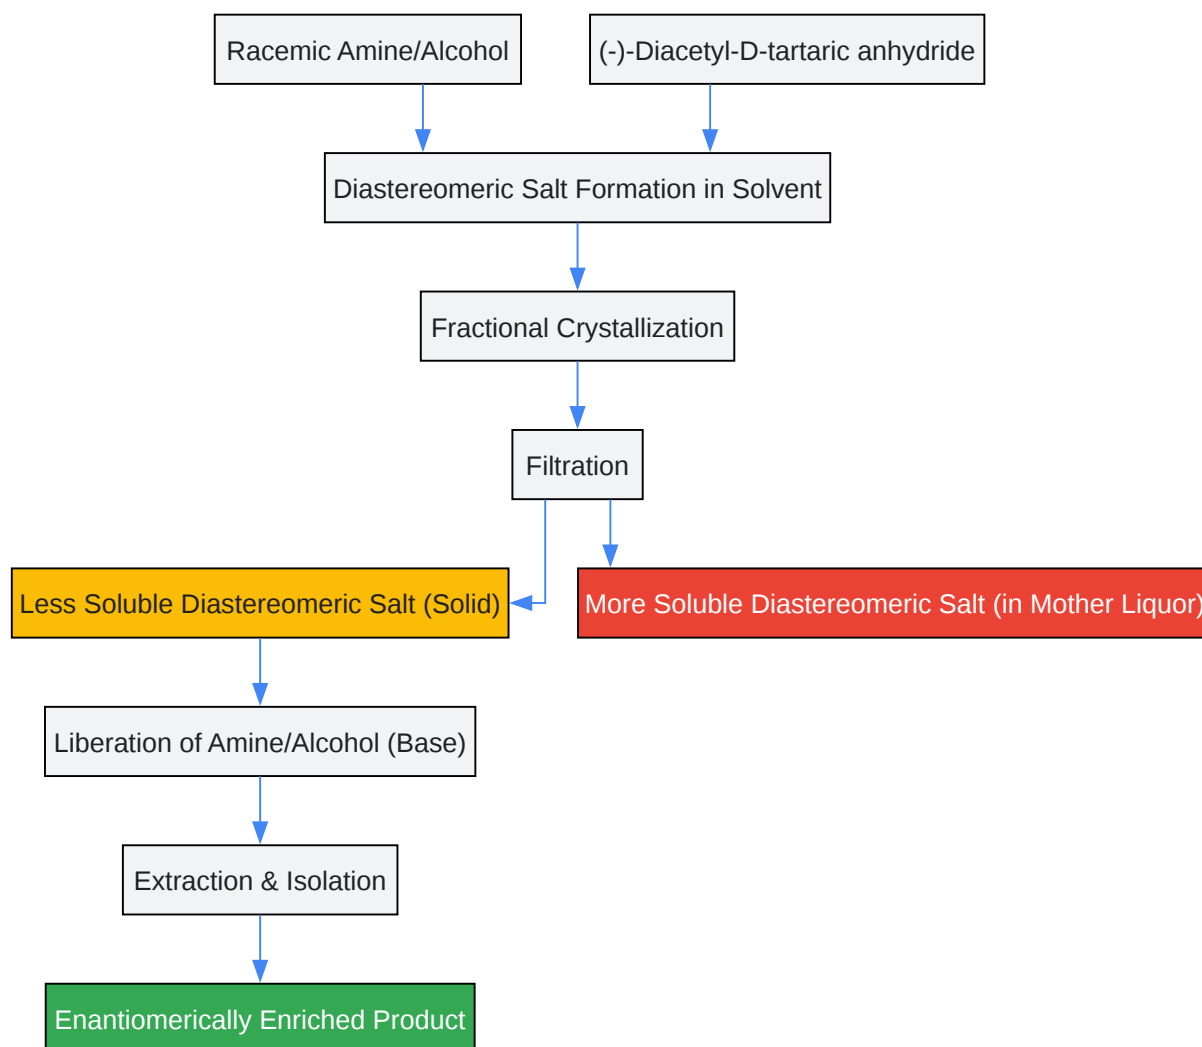 Racemic Amine/Alcohol
(-)-Diacetyl-D-tartaric anhydride
Diastereomeric Salt Formation in Solvent
Fractional Crystallization
Filtration
Less Soluble Diastereomeric Salt (Solid)
More Soluble Diastereomeric Salt (in Mother Liquor)
Liberation of Amine/Alcohol (Base)
Extraction & Isolation
Enantiomerically Enriched Product